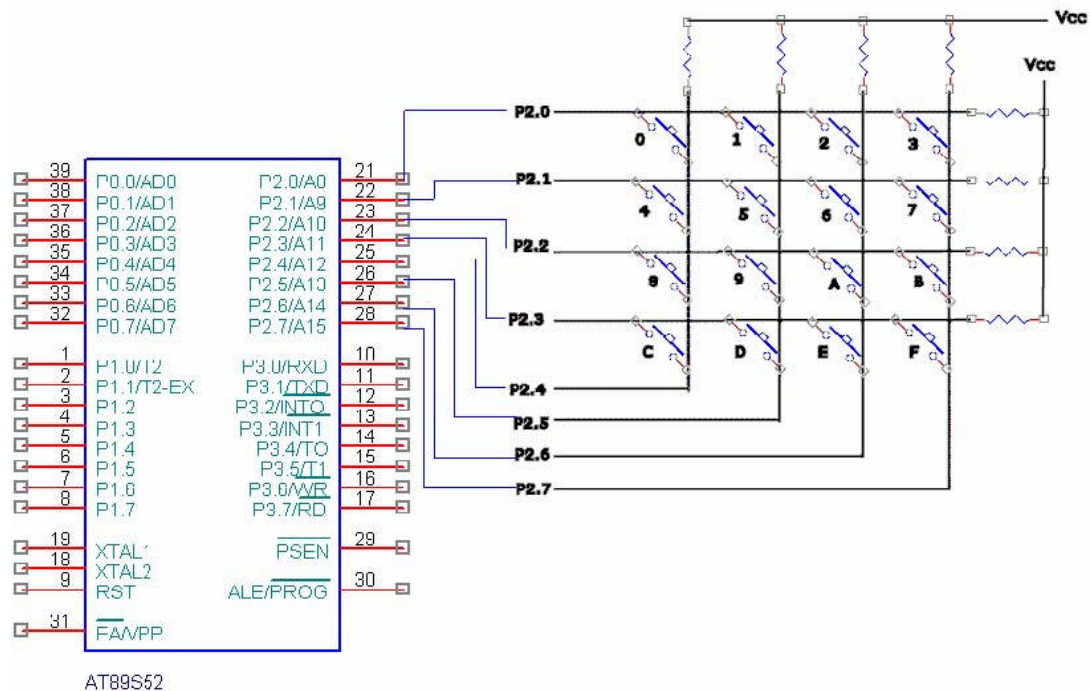 Vcc
Vcc
P2.0
0 1 2 3
P2.1
4 5 6 7
P2.2
8 9 A B
P2.3
C D E F
P2.4
P2.5
P2.6
P2.7
39 P0.0/AD0 P2.0/A0 21
38 P0.1/AD1 P2.1/A9 22
37 P0.2/AD2 P2.2/A10 23
36 P0.3/AD3 P2.3/A11 24
35 P0.4/AD4 P2.4/A12 25
34 P0.5/AD5 P2.5/A13 26
33 P0.6/AD6 P2.6/A14 27
32 P0.7/AD7 P2.7/A15 28
1 P1.0/T2 P3.0/RXD 10
2 P1.1/T2-EX P3.1/TXD 11
3 P1.2 P3.2/INTO 12
4 P1.3 P3.3/INT1 13
5 P1.4 P3.4/TO 14
6 P1.5 P3.5/T1 15
7 P1.6 P3.6/WR 16
8 P1.7 P3.7/RD 17
19 XTAL1 PSEN 29
18 XTAL2
9 RST ALE/PROG 30
31 EA/VPP
AT89S52